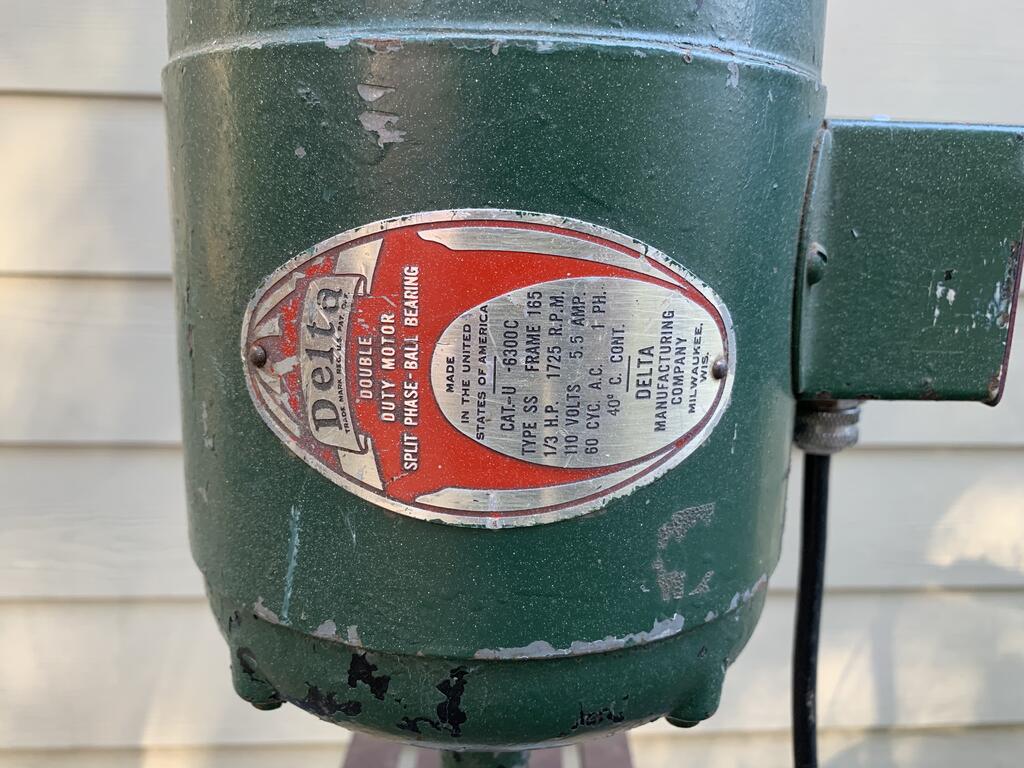 Delta
TRADE MARK REG. U.S. PAT. OFF.
DOUBLE
DUTY MOTOR
SPLIT PHASE - BALL BEARING
MADE
IN THE UNITED
STATES OF AMERICA
CAT.-U -6300C
TYPE SS FRAME 165
1/3 H.P. 1725 R.P.M.
110 VOLTS 5.5 AMP.
60 CYC. A.C. 1 PH.
40° C. CONT.
DELTA
MANUFACTURING
COMPANY
MILWAUKEE,
WIS.